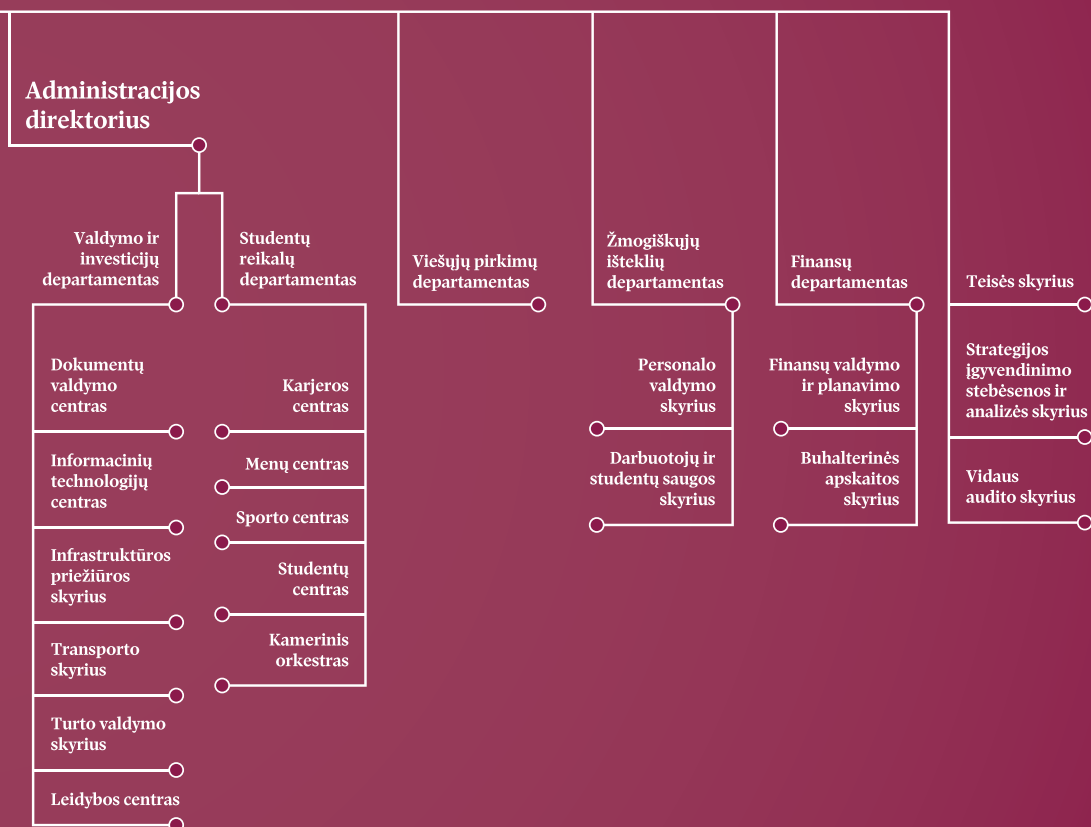 Administracijos
direktorius
Valdymo ir
investicijų
departamentas
Dokumentų
valdymo
centras
Informacinių
technologijų
centras
Infrastruktūros
priežiūros
skyrius
Transporto
skyrius
Turto valdymo
skyrius
Leidybos centras
Studentų
reikalų
departamentas
Karjeros
centras
Menų centras
Sporto centras
Studentų
centras
Kamerinis
orkestras
Viešųjų pirkimų
departamentas
Žmogiškųjų
išteklių
departamentas
Personalo
valdymo
skyrius
Darbuotojų ir
studentų saugos
skyrius
Finansų
departamentas
Finansų valdymo
ir planavimo
skyrius
Buhalterinės
apskaitos
skyrius
Teisės skyrius
Strategijos
įgyvendinimo
stebėsenos ir
analizės skyrius
Vidaus
audito skyrius